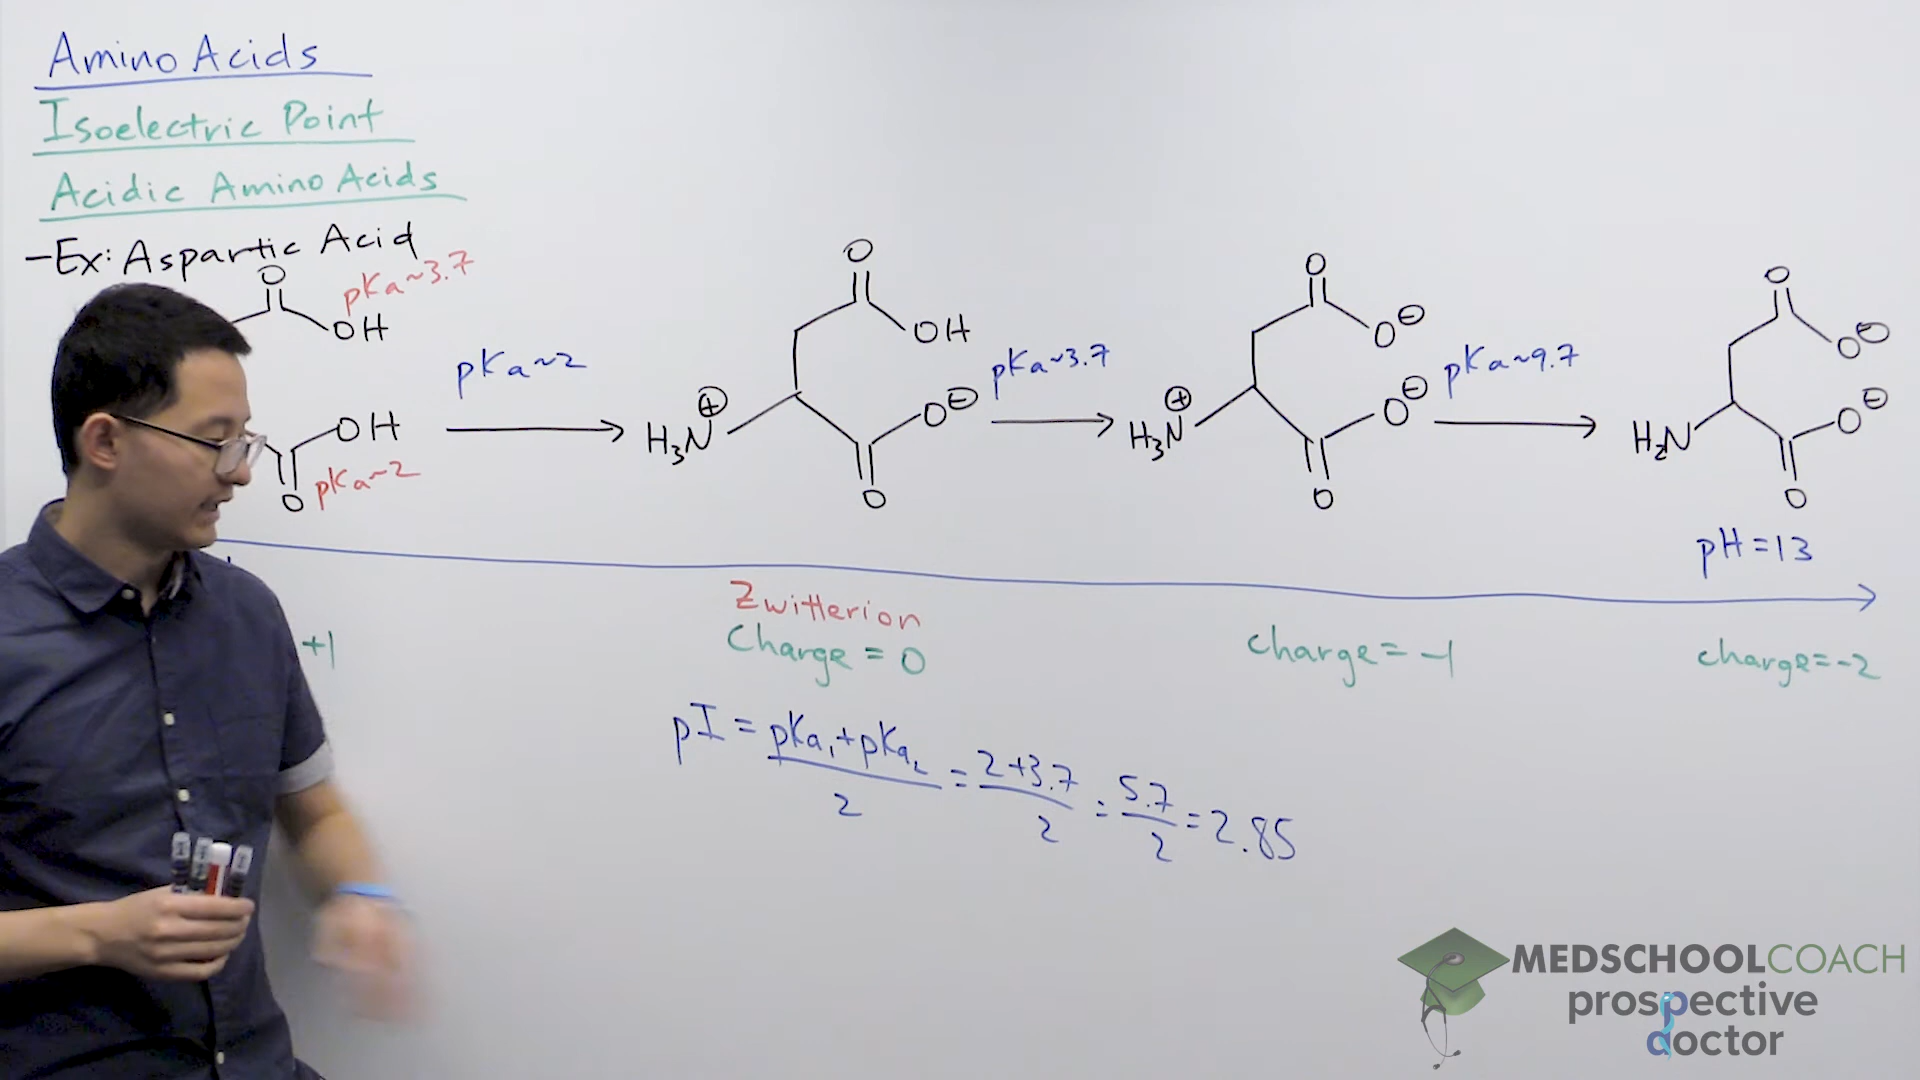 Amino Acids
Isoelectric Point
Acidic Amino Acids
-Ex: Aspartic Acid
O
OH
pKa~3.7
OH
O
pKa~2
pKa~2
O
OH
H₃N⊕
O⊖
O
pKa~3.7
O
O⊖
H₃N⊕
O⊖
O
pKa~9.7
O
O⊖
H₂N
O⊖
O
pH=13
+1
Zwitterion
Charge = 0
charge= -1
charge=-2
pI = pKa₁+pKa₂/2 = 2+3.7/2 = 5.7/2 = 2.85
MEDSCHOOLCOACH
prospective
doctor